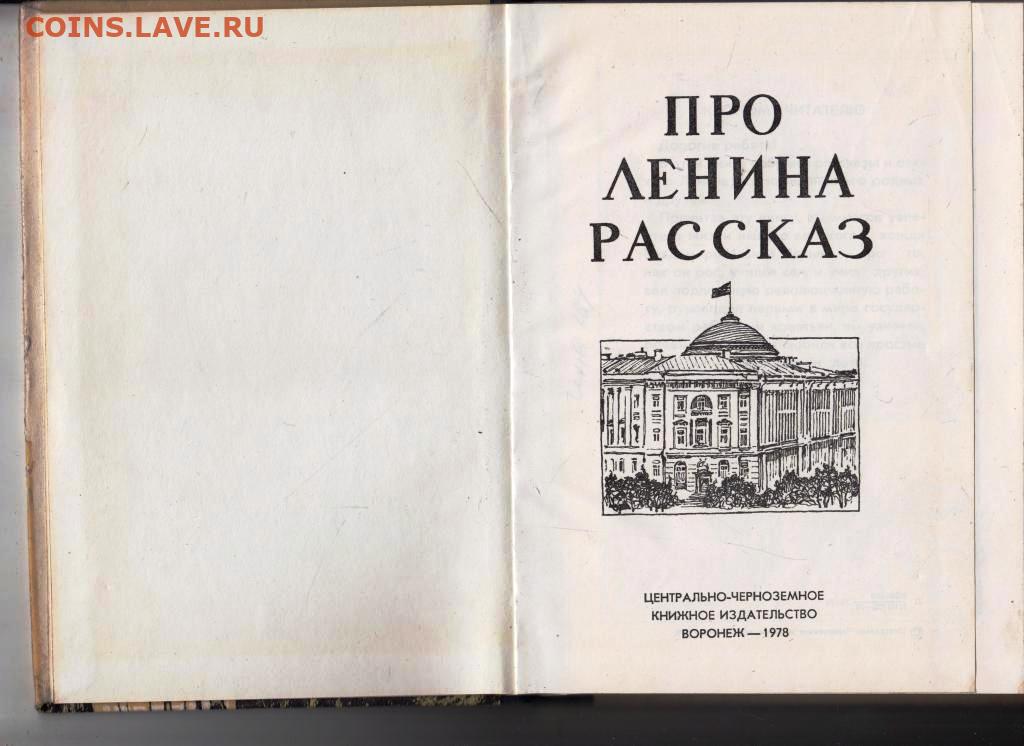 COINS.LAVE.RU
ПРО
ЛЕНИНА
РАССКАЗ
ЦЕНТРАЛЬНО-ЧЕРНОЗЕМНОЕ
КНИЖНОЕ ИЗДАТЕЛЬСТВО
ВОРОНЕЖ — 1978